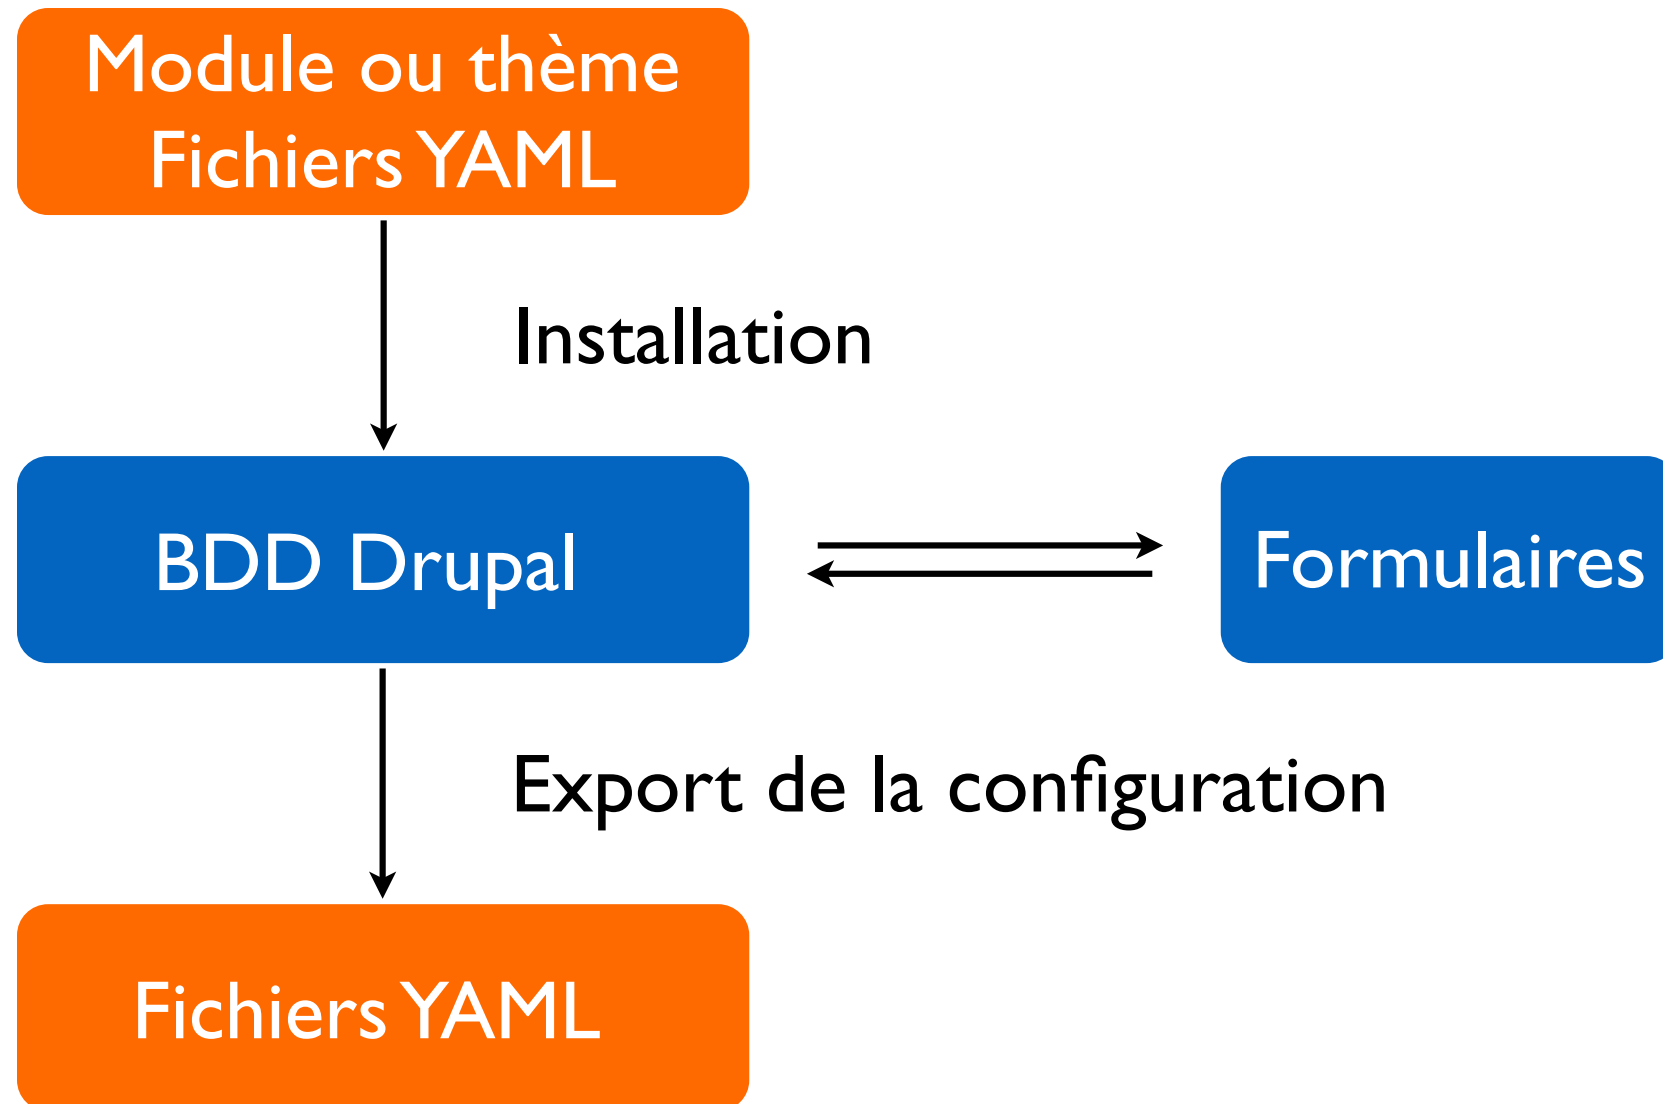 Module ou thème
Fichiers YAML
Installation
BDD Drupal
Formulaires
Export de la configuration
Fichiers YAML